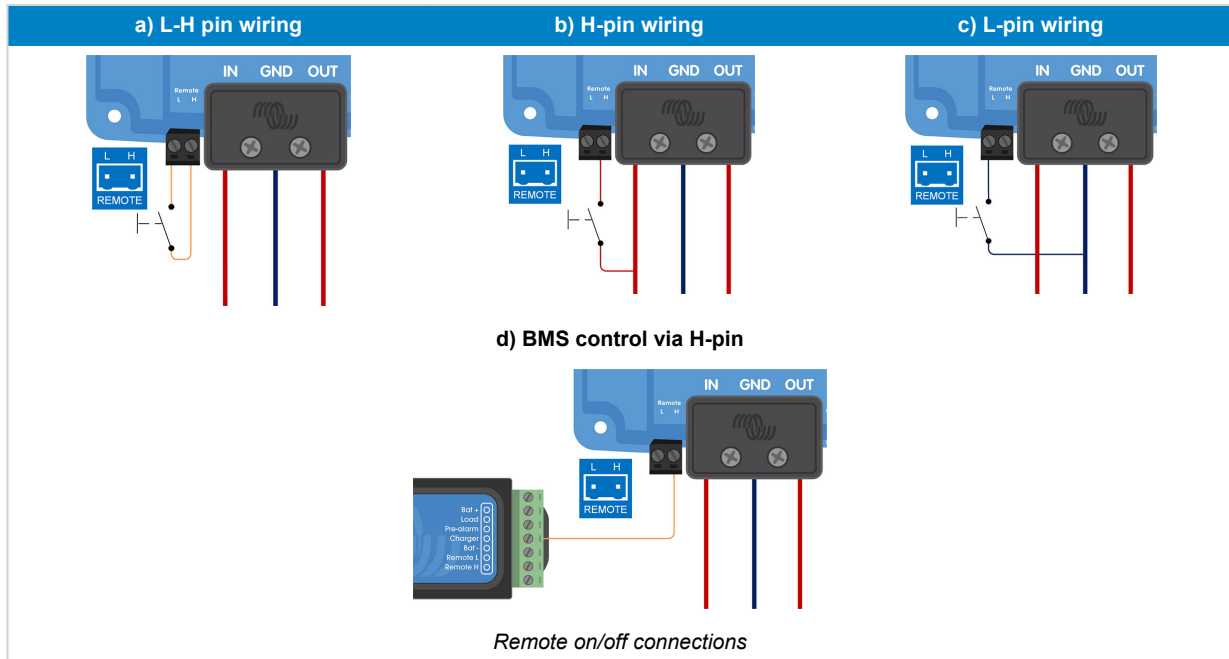 a) L-H pin wiring
b) H-pin wiring
c) L-pin wiring
IN GND OUT
Remote
L H
L H
REMOTE
IN GND OUT
Remote
L H
L H
REMOTE
IN GND OUT
Remote
L H
L H
REMOTE
d) BMS control via H-pin
IN GND OUT
Remote
L H
L H
REMOTE
Bat +
Load
Pre-alarm
Charger
Bat -
Remote L
Remote H
Remote on/off connections